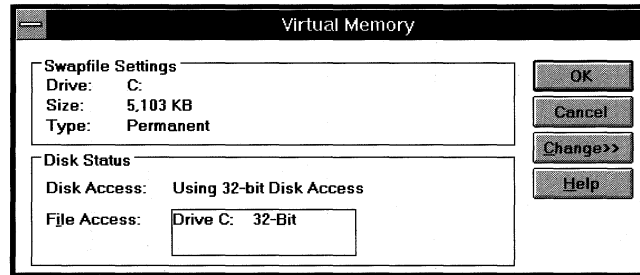 Virtual Memory
Swapfile Settings
Drive: C:
Size: 5,103 KB
Type: Permanent
Disk Status
Disk Access: Using 32-bit Disk Access
File Access: Drive C: 32-Bit
OK
Cancel
Change>>
Help